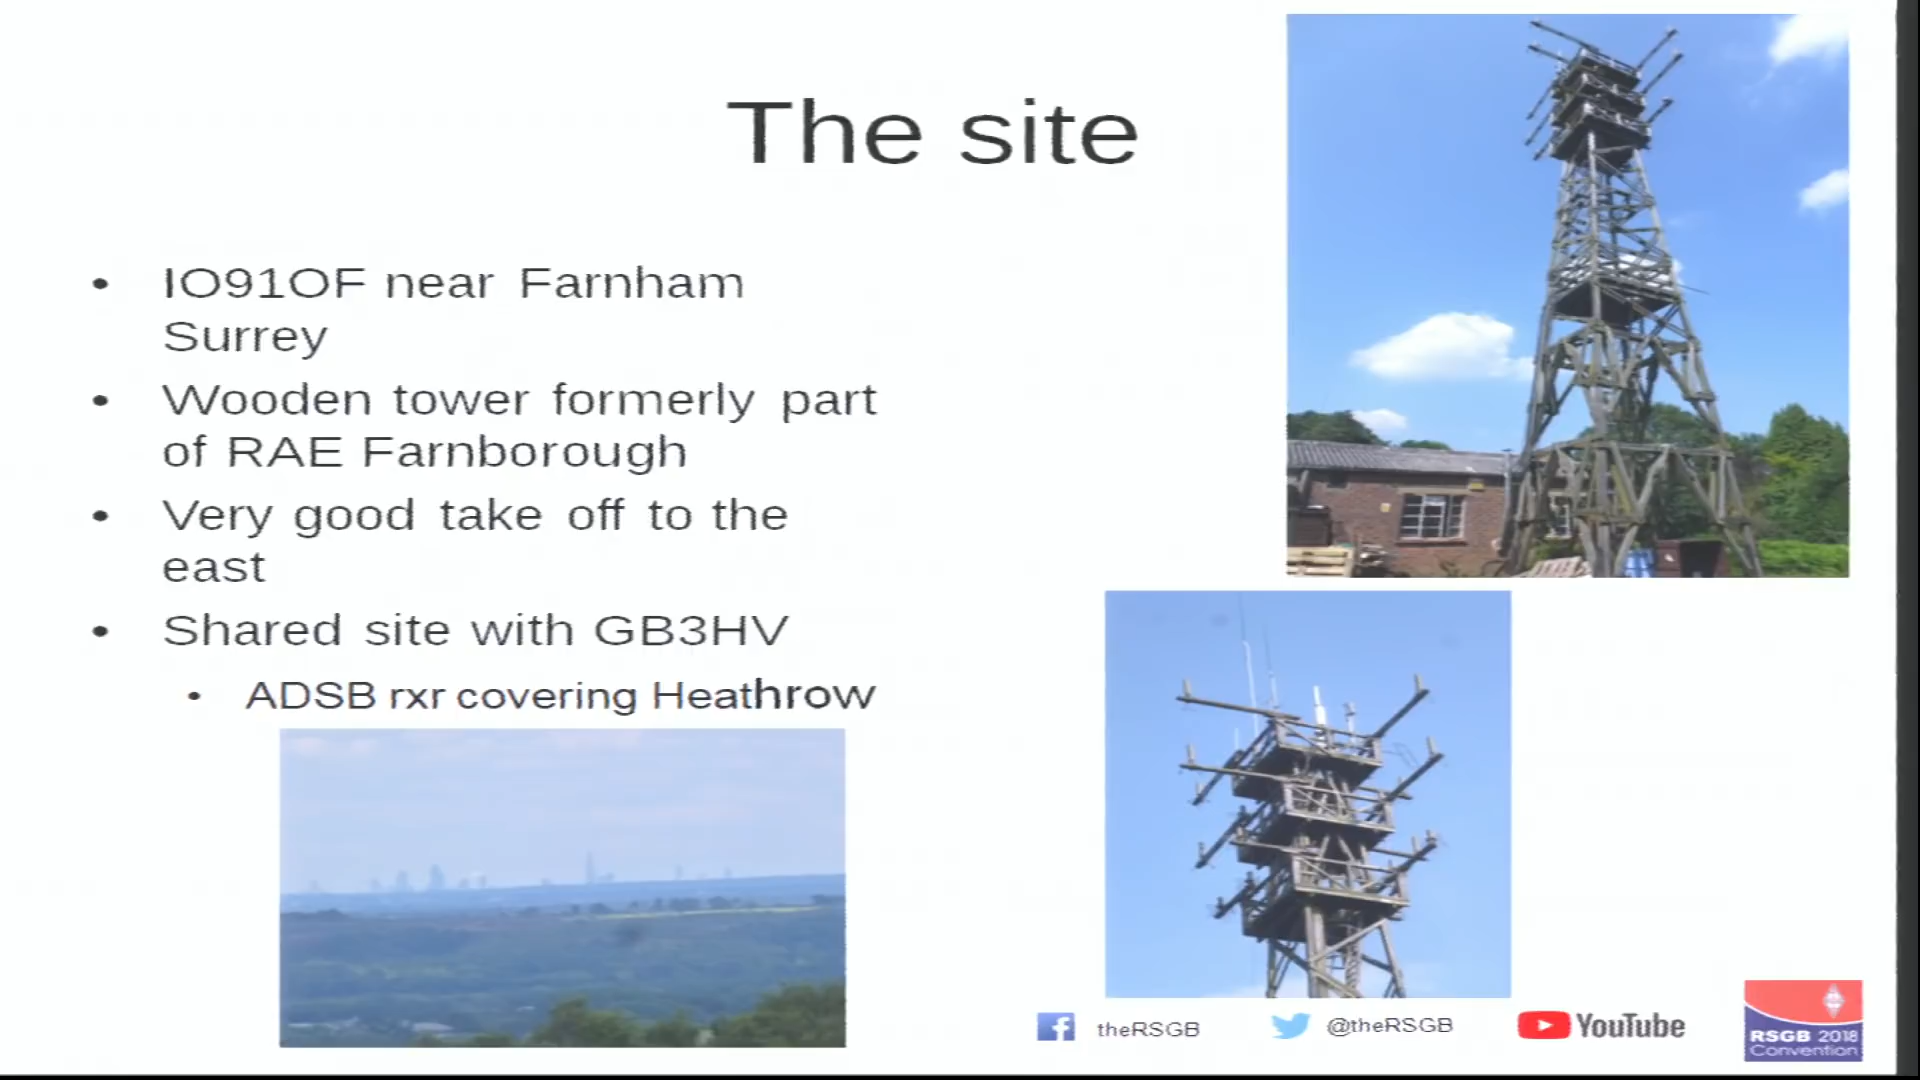 The site
• IO91OF near Farnham
Surrey
• Wooden tower formerly part
of RAE Farnborough
• Very good take off to the
east
• Shared site with GB3HV
• ADSB rxr covering Heathrow
theRSGB
@theRSGB
YouTube
RSGB 2018
Convention